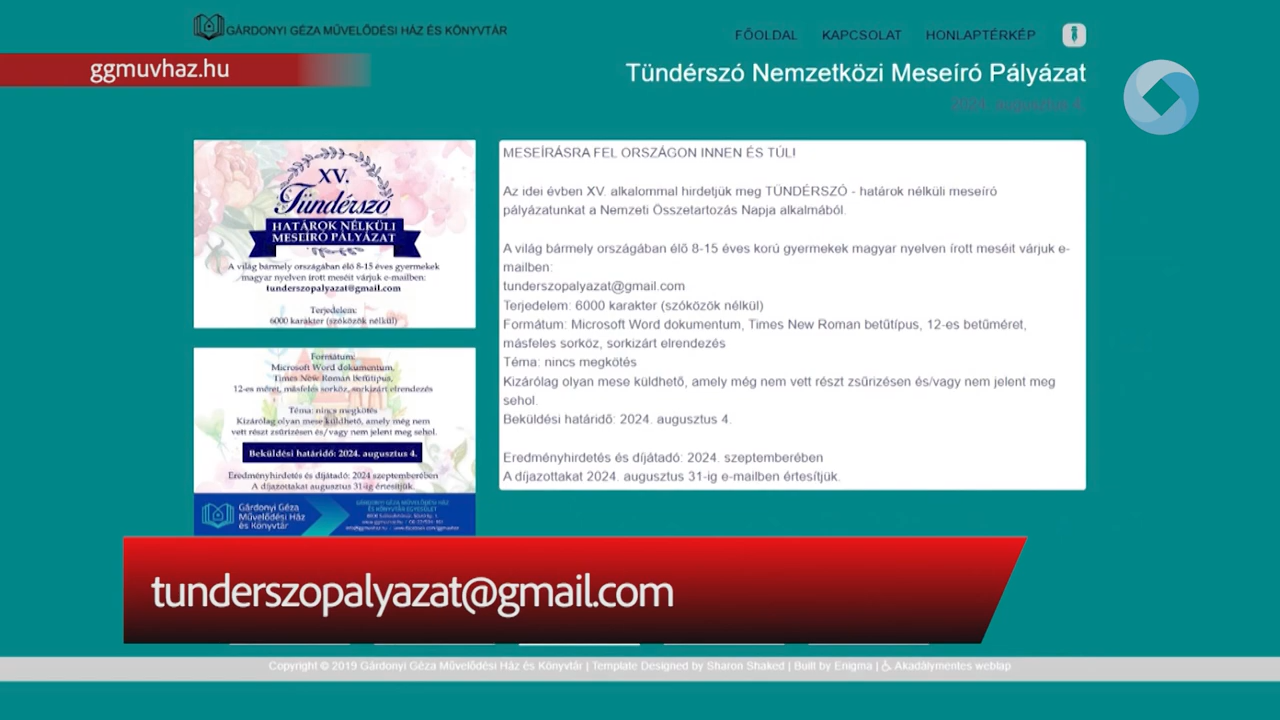 GÁRDONYI GÉZA MŰVELŐDÉSI HÁZ ÉS KÖNYVTÁR
FŐOLDAL KAPCSOLAT HONLAPTÉRKÉP
ggmuvhaz.hu
Tündérszó Nemzetközi Meseíró Pályázat
XV.
Tündérszó
HATÁROK NÉLKÜLI
MESEÍRÓ PÁLYÁZAT
A világ bármely országában élő 8-15 éves gyermekek
magyar nyelven írott meséit várjuk e-mailben:
tunderszopalyazat@gmail.com
Terjedelem:
6000 karakter (szóközök nélkül)
Formátum:
Microsoft Word dokumentum,
Times New Roman betűtípus,
12-es méret, másfeles sorköz, sorkizárt elrendezés
Téma: nincs megkötés
Kizárólag olyan mese küldhető, amely még nem
vett részt zsűrizésen és/vagy nem jelent meg sehol.
Beküldési határidő: 2024. augusztus 4.
Eredményhirdetés és díjátadó: 2024 szeptemberében
A díjazottakat augusztus 31-ig értesítjük.
Gárdonyi Géza
Művelődési Ház
és Könyvtár
MESEÍRÁSRA FEL ORSZÁGON INNEN ÉS TÚL!
Az idei évben XV. alkalommal hirdetjük meg TÜNDÉRSZÓ - határok nélküli meseíró
pályázatunkat a Nemzeti Összetartozás Napja alkalmából.
A világ bármely országában élő 8-15 éves korú gyermekek magyar nyelven írott meséit várjuk e-
mailben:
tunderszopalyazat@gmail.com
Terjedelem: 6000 karakter (szóközök nélkül)
Formátum: Microsoft Word dokumentum, Times New Roman betűtípus, 12-es betűméret,
másfeles sorköz, sorkizárt elrendezés
Téma: nincs megkötés
Kizárólag olyan mese küldhető, amely még nem vett részt zsűrizésen és/vagy nem jelent meg
sehol.
Beküldési határidő: 2024. augusztus 4.
Eredményhirdetés és díjátadó: 2024. szeptemberében
A díjazottakat 2024. augusztus 31-ig e-mailben értesítjük.
tunderszopalyazat@gmail.com
Copyright © 2019 Gárdonyi Géza Művelődési Ház és Könyvtár | Template Designed by Sharon Shaked | Built by Enigma | Akadálymentes weblap